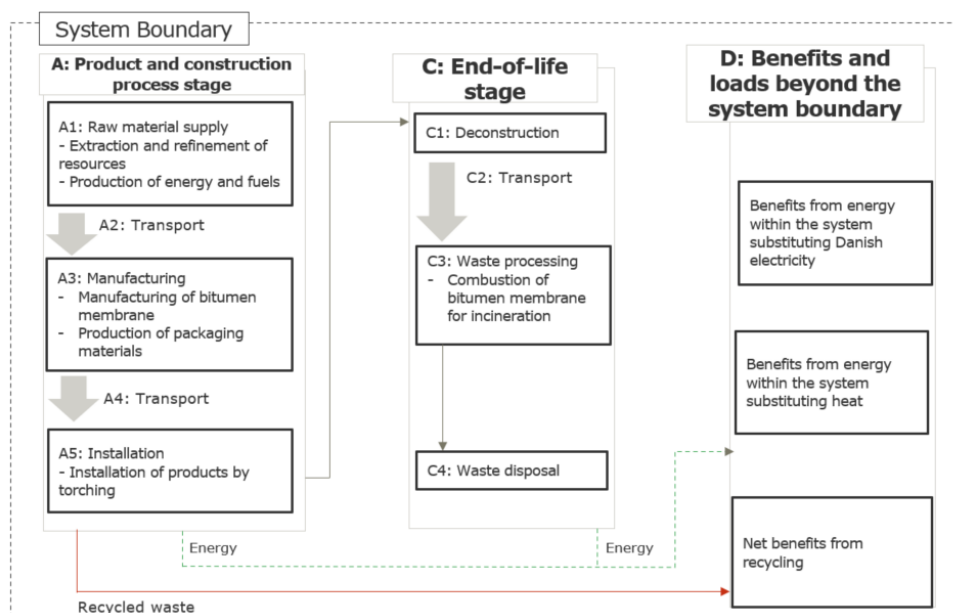 System Boundary
A: Product and construction
process stage
A1: Raw material supply
- Extraction and refinement of
resources
- Production of energy and fuels
A2: Transport
A3: Manufacturing
- Manufacturing of bitumen
membrane
- Production of packaging
materials
A4: Transport
A5: Installation
- Installation of products by
torching
C: End-of-life
stage
C1: Deconstruction
C2: Transport
C3: Waste processing
- Combustion of
bitumen membrane
for incineration
C4: Waste disposal
D: Benefits and
loads beyond the
system boundary
Benefits from energy
within the system
substituting Danish
electricity
Benefits from energy
within the system
substituting heat
Net benefits from
recycling
Energy
Energy
Recycled waste